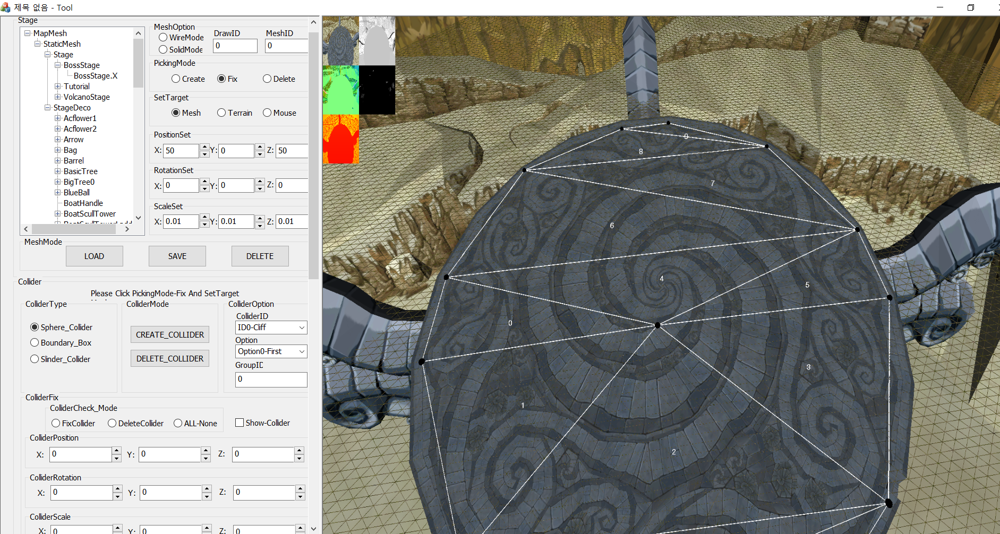 제목 없음 - Tool
Stage
MapMesh
StaticMesh
Stage
BossStage
BossStage.X
Tutorial
VolcanoStage
StageDeco
Acflower1
Acflower2
Arrow
Bag
Barrel
BasicTree
BigTree0
BlueBall
BoatHandle
BoatScullTower
MeshOption
WireMode
SolidMode
DrawID
0
MeshID
0
PickingMode
Create
Fix
Delete
SetTarget
Mesh
Terrain
Mouse
PositionSet
X: 50 Y: 0 Z: 50
RotationSet
X: 0 Y: 0 Z: 0
ScaleSet
X: 0.01 Y: 0.01 Z: 0.01
MeshMode
LOAD
SAVE
DELETE
Collider
Please Click PickingMode-Fix And SetTarget
ColliderType
Sphere_Collider
Boundary_Box
Slinder_Collider
ColliderMode
CREATE_COLLIDER
DELETE_COLLIDER
ColliderOption
ColliderID
ID0-Cliff
Option
Option0-First
GroupID
0
ColliderFix
ColliderCheck_Mode
FixCollider
DeleteCollider
ALL-None
Show-Collider
ColliderPosition
X: 0 Y: 0 Z: 0
ColliderRotation
X: 0 Y: 0 Z: 0
ColliderScale
X: 0 Y: 0 Z: 0
9
8
7
6
4
5
0
3
1
2